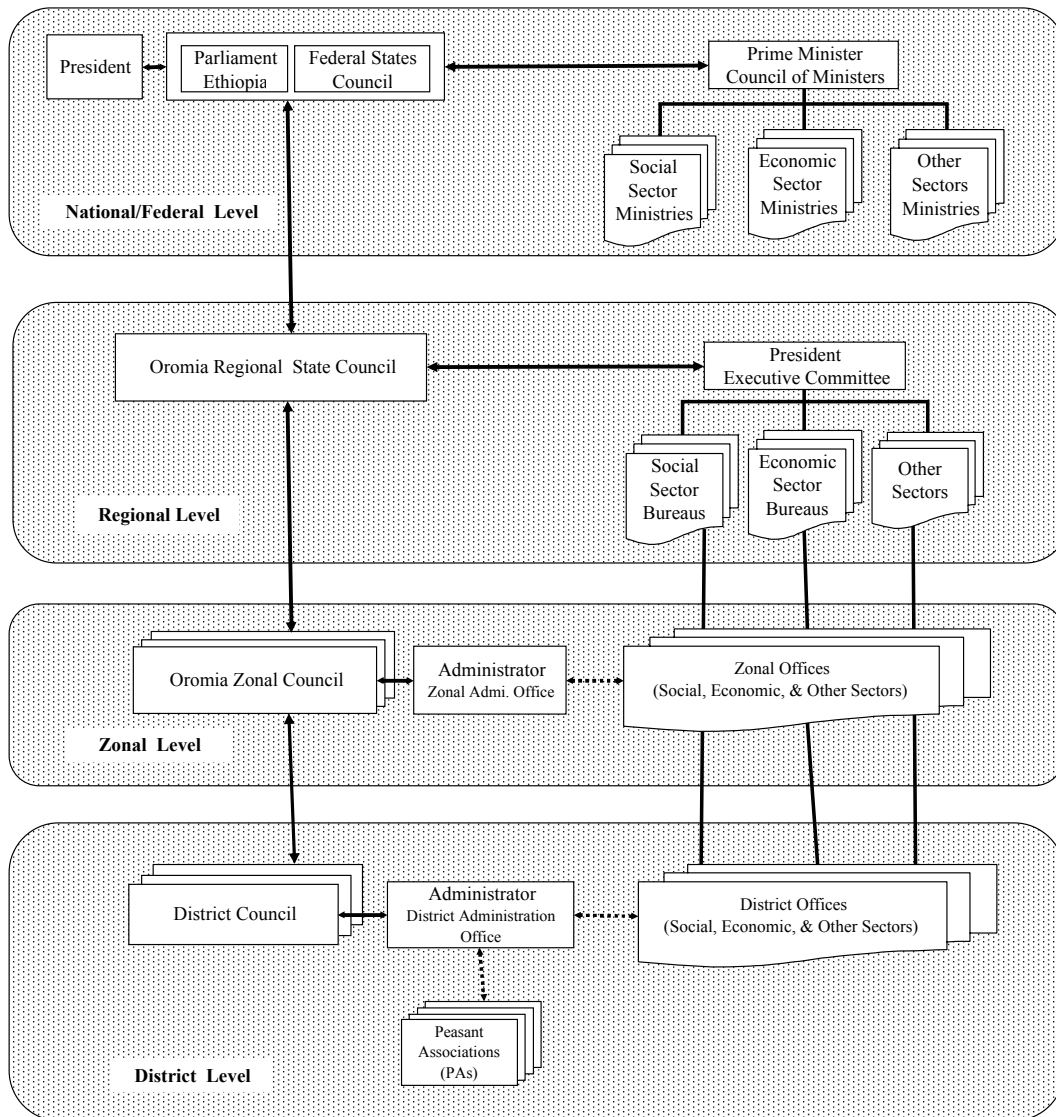 President
Parliament
Ethiopia
Federal States
Council
Prime Minister
Council of Ministers
Social
Sector
Ministries
Economic
Sector
Ministries
Other
Sectors
Ministries
National/Federal Level
Oromia Regional State Council
President
Executive Committee
Social
Sector
Bureaus
Economic
Sector
Bureaus
Other
Sectors
Regional Level
Oromia Zonal Council
Administrator
Zonal Admi. Office
Zonal Offices
(Social, Economic, & Other Sectors)
Zonal Level
District Council
Administrator
District Administration
Office
District Offices
(Social, Economic, & Other Sectors)
Peasant
Associations
(PAs)
District Level